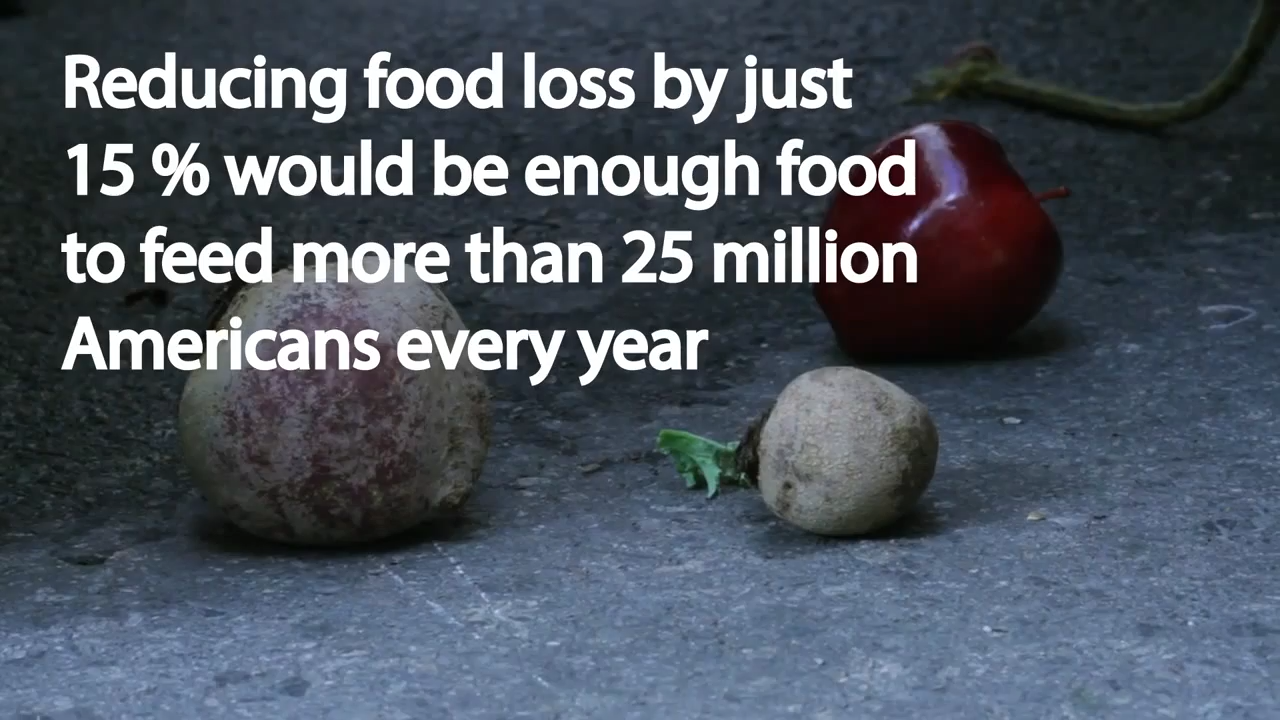 Reducing food loss by just
15 % would be enough food
to feed more than 25 million
Americans every year